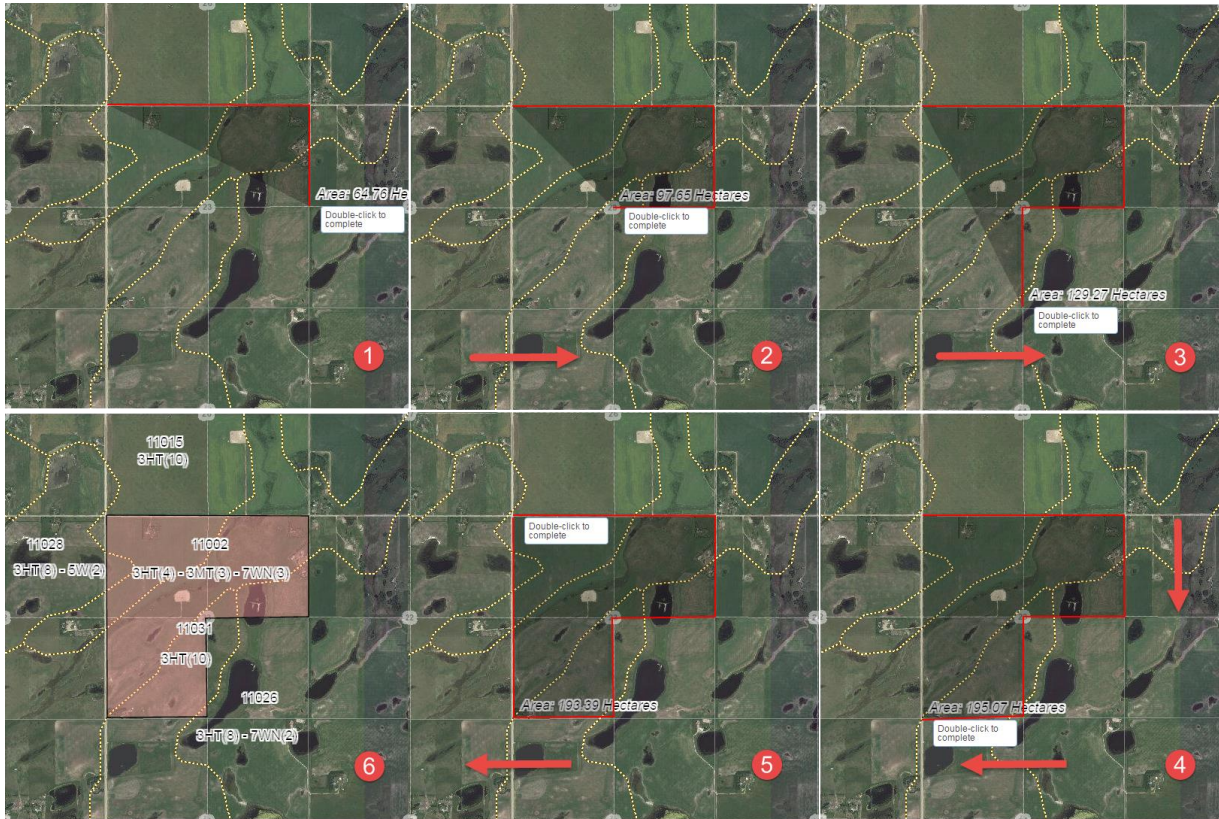 Area: 64.76 He
Double-click to
complete
1
Area: 97.65 Hectares
Double-click to
complete
2
Area: 129.27 Hectares
Double-click to
complete
3
11015
3HT(10)
11028
3HT(8) - 5W(2)
11002
3HT(4) - 3MT(3) - 7WN(3)
11031
3HT(10)
11026
3HT(8) - 7WN(2)
6
Double-click to
complete
Area: 193.39 Hectares
5
Area: 195.07 Hectares
Double-click to
complete
4